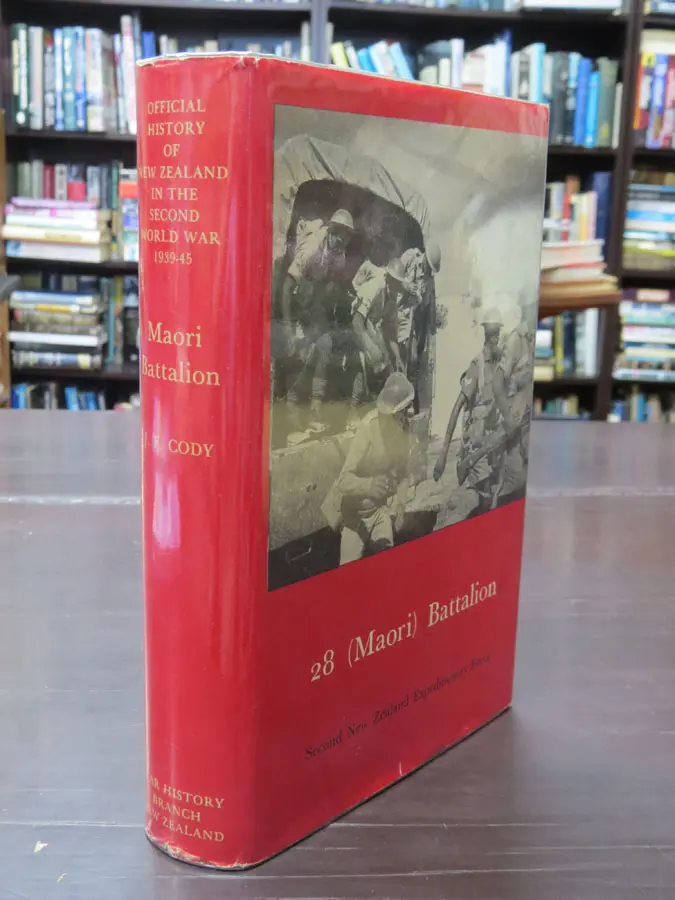 OFFICIAL
HISTORY
OF
NEW ZEALAND
IN THE
SECOND
WORLD WAR
1939-45
Maori
Battalion
J. F. CODY
WAR HISTORY
BRANCH
NEW ZEALAND
28 (Maori) Battalion
Second New Zealand Expeditionary Force